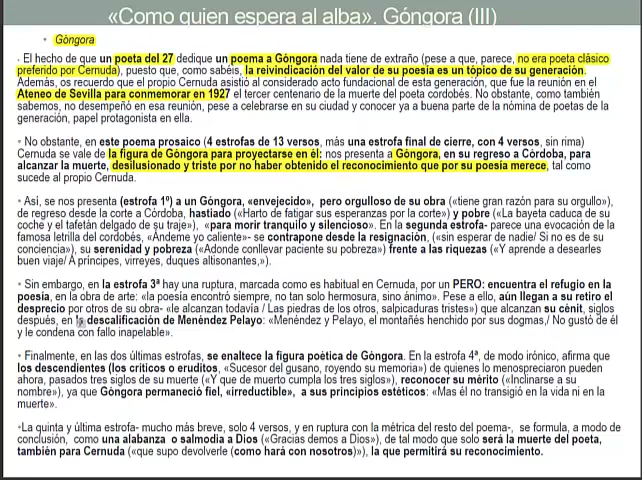 «Como quien espera al alba». Góngora (III)
• Góngora
· El hecho de que un poeta del 27 dedique un poema a Góngora nada tiene de extraño (pese a que, parece, no era poeta clásico
preferido por Cernuda), puesto que, como sabéis, la reivindicación del valor de su poesía es un tópico de su generación.
Además, os recuerdo que el propio Cernuda asistió al considerado acto fundacional de esta generación, que fue la reunión en el
Ateneo de Sevilla para conmemorar en 1927 el tercer centenario de la muerte del poeta cordobés. No obstante, como también
sabemos, no desempeñó en esa reunión, pese a celebrarse en su ciudad y conocer ya a buena parte de la nómina de poetas de la
generación, papel protagonista en ella.
• No obstante, en este poema prosaico (4 estrofas de 13 versos, más una estrofa final de cierre, con 4 versos, sin rima)
Cernuda se vale de la figura de Góngora para proyectarse en él: nos presenta a Góngora, en su regreso a Córdoba, para
alcanzar la muerte, desilusionado y triste por no haber obtenido el reconocimiento que por su poesía merece, tal como
sucede al propio Cernuda.
• Así, se nos presenta (estrofa 1º) a un Góngora, «envejecido», pero orgulloso de su obra («tiene gran razón para su orgullo»),
de regreso desde la corte a Córdoba, hastiado («Harto de fatigar sus esperanzas por la corte») y pobre («La bayeta caduca de su
coche y el tafetán delgado de su traje»), «para morir tranquilo y silencioso». En la segunda estrofa- parece una evocación de la
famosa letrilla del cordobés, «Ándeme yo caliente»- se contrapone desde la resignación, («sin esperar de nadie/ Si no es de su
conciencia»), su serenidad y pobreza («Adonde conllevar paciente su pobreza») frente a las riquezas («Y aprende a desearles
buen viaje/ A príncipes, virreyes, duques altisonantes,»).
• Sin embargo, en la estrofa 3ª hay una ruptura, marcada como es habitual en Cernuda, por un PERO: encuentra el refugio en la
poesía, en la obra de arte: «la poesía encontró siempre, no tan solo hermosura, sino ánimo». Pese a ello, aún llegan a su retiro el
desprecio por otros de su obra- «le alcanzan todavía / Las piedras de los otros, salpicaduras tristes») que alcanzan su cénit, siglos
después, en la descalificación de Menéndez Pelayo: «Menéndez y Pelayo, el montañés henchido por sus dogmas,/ No gustó de él
y le condena con fallo inapelable».
• Finalmente, en las dos últimas estrofas, se enaltece la figura poética de Góngora. En la estrofa 4ª, de modo irónico, afirma que
los descendientes (los críticos or eruditos, «Sucesor del gusano, royendo su memoria») de quienes lo menospreciaron pueden
ahora, pasados tres siglos de su muerte («Y que de muerto cumpla los tres siglos»), reconocer su mérito («Inclinarse a su
nombre»), ya que Góngora permaneció fiel, «irreductible», a sus principios estéticos: «Mas él no transigió en la vida ni en la
muerte».
•La quinta y última estrofa- mucho más breve, solo 4 versos, y en ruptura con la métrica del resto del poema-, se formula, a modo de
conclusión, como una alabanza o salmodia a Dios («Gracias demos a Dios»), de tal modo que solo será la muerte del poeta,
también para Cernuda («que supo devolverle (como hará con nosotros)»), la que permitirá su reconocimiento.